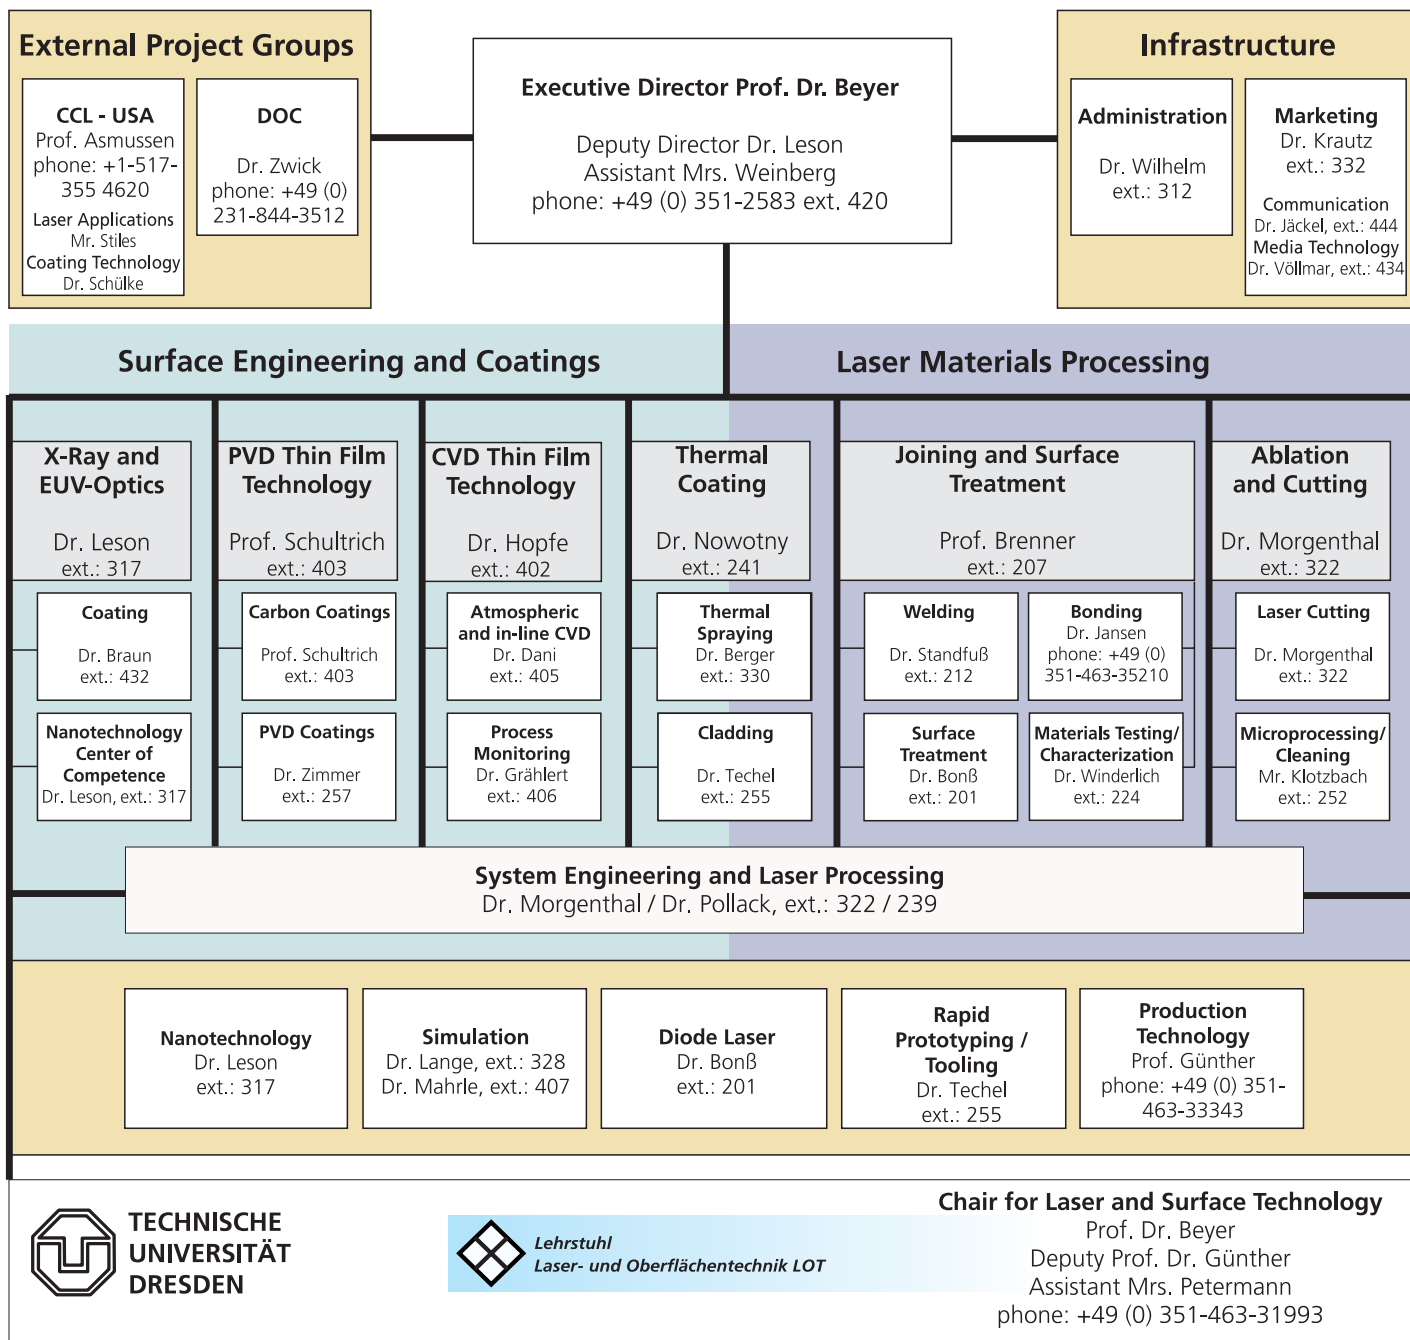 External Project Groups
CCL - USA
Prof. Asmussen
phone: +1-517-
355 4620
Laser Applications
Mr. Stiles
Coating Technology
Dr. Schülke
DOC
Dr. Zwick
phone: +49 (0)
231-844-3512
Executive Director Prof. Dr. Beyer
Deputy Director Dr. Leson
Assistant Mrs. Weinberg
phone: +49 (0) 351-2583 ext. 420
Infrastructure
Administration
Dr. Wilhelm
ext.: 312
Marketing
Dr. Krautz
ext.: 332
Communication
Dr. Jäckel, ext.: 444
Media Technology
Dr. Völlmar, ext.: 434
Surface Engineering and Coatings
Laser Materials Processing
X-Ray and
EUV-Optics
Dr. Leson
ext.: 317
PVD Thin Film
Technology
Prof. Schultrich
ext.: 403
CVD Thin Film
Technology
Dr. Hopfe
ext.: 402
Thermal
Coating
Dr. Nowotny
ext.: 241
Joining and Surface
Treatment
Prof. Brenner
ext.: 207
Ablation
and Cutting
Dr. Morgenthal
ext.: 322
Coating
Dr. Braun
ext.: 432
Carbon Coatings
Prof. Schultrich
ext.: 403
Atmospheric
and in-line CVD
Dr. Dani
ext.: 405
Thermal
Spraying
Dr. Berger
ext.: 330
Welding
Dr. Standfuß
ext.: 212
Bonding
Dr. Jansen
phone: +49 (0)
351-463-35210
Laser Cutting
Dr. Morgenthal
ext.: 322
Nanotechnology
Center of
Competence
Dr. Leson, ext.: 317
PVD Coatings
Dr. Zimmer
ext.: 257
Process
Monitoring
Dr. Grählert
ext.: 406
Cladding
Dr. Techel
ext.: 255
Surface
Treatment
Dr. Bonß
ext.: 201
Materials Testing/
Characterization
Dr. Winderlich
ext.: 224
Microprocessing/
Cleaning
Mr. Klotzbach
ext.: 252
System Engineering and Laser Processing
Dr. Morgenthal / Dr. Pollack, ext.: 322 / 239
Nanotechnology
Dr. Leson
ext.: 317
Simulation
Dr. Lange, ext.: 328
Dr. Mahrle, ext.: 407
Diode Laser
Dr. Bonß
ext.: 201
Rapid
Prototyping /
Tooling
Dr. Techel
ext.: 255
Production
Technology
Prof. Günther
phone: +49 (0) 351-
463-33343
TECHNISCHE
UNIVERSITÄT
DRESDEN
Lehrstuhl
Laser- und Oberflächentechnik LOT
Chair for Laser and Surface Technology
Prof. Dr. Beyer
Deputy Prof. Dr. Günther
Assistant Mrs. Petermann
phone: +49 (0) 351-463-31993